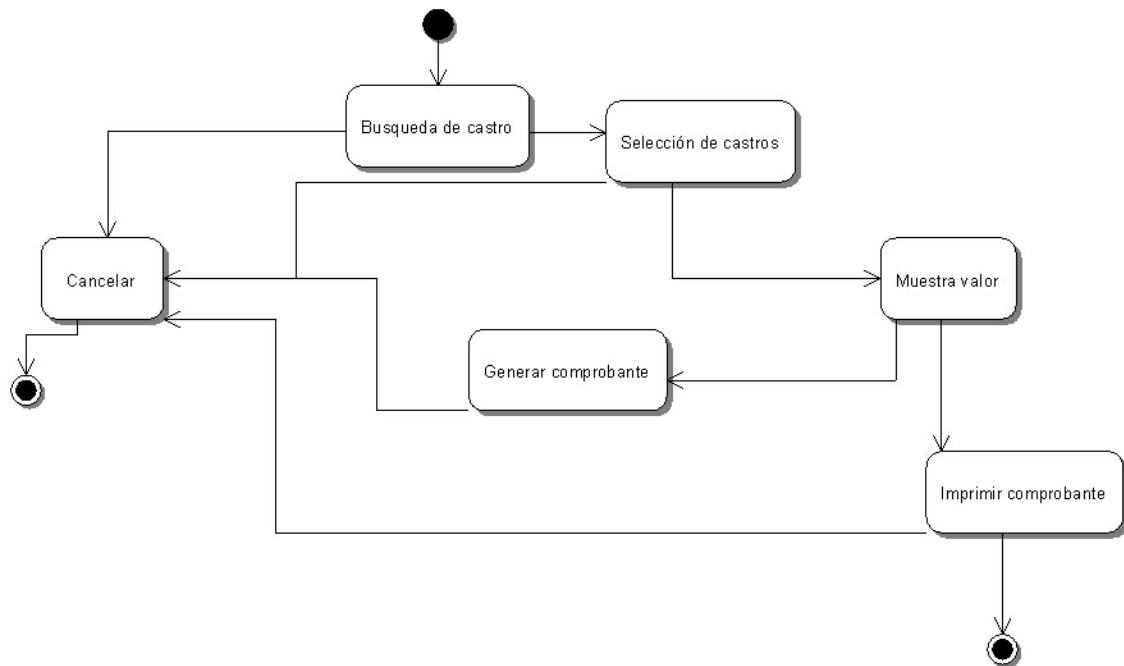 Busqueda de castro
Selección de castros
Cancelar
Muestra valor
Generar comprobante
Imprimir comprobante